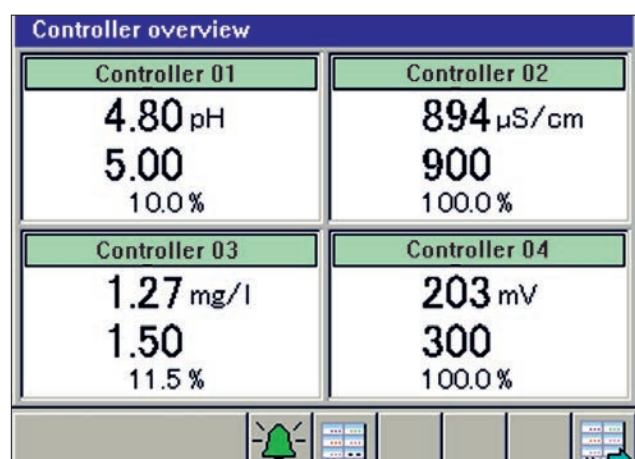 Controller overview
Controller 01
4.80 pH
5.00
10.0 %
Controller 02
894 µS/cm
900
100.0 %
Controller 03
1.27 mg/l
1.50
11.5 %
Controller 04
203 mV
300
100.0 %